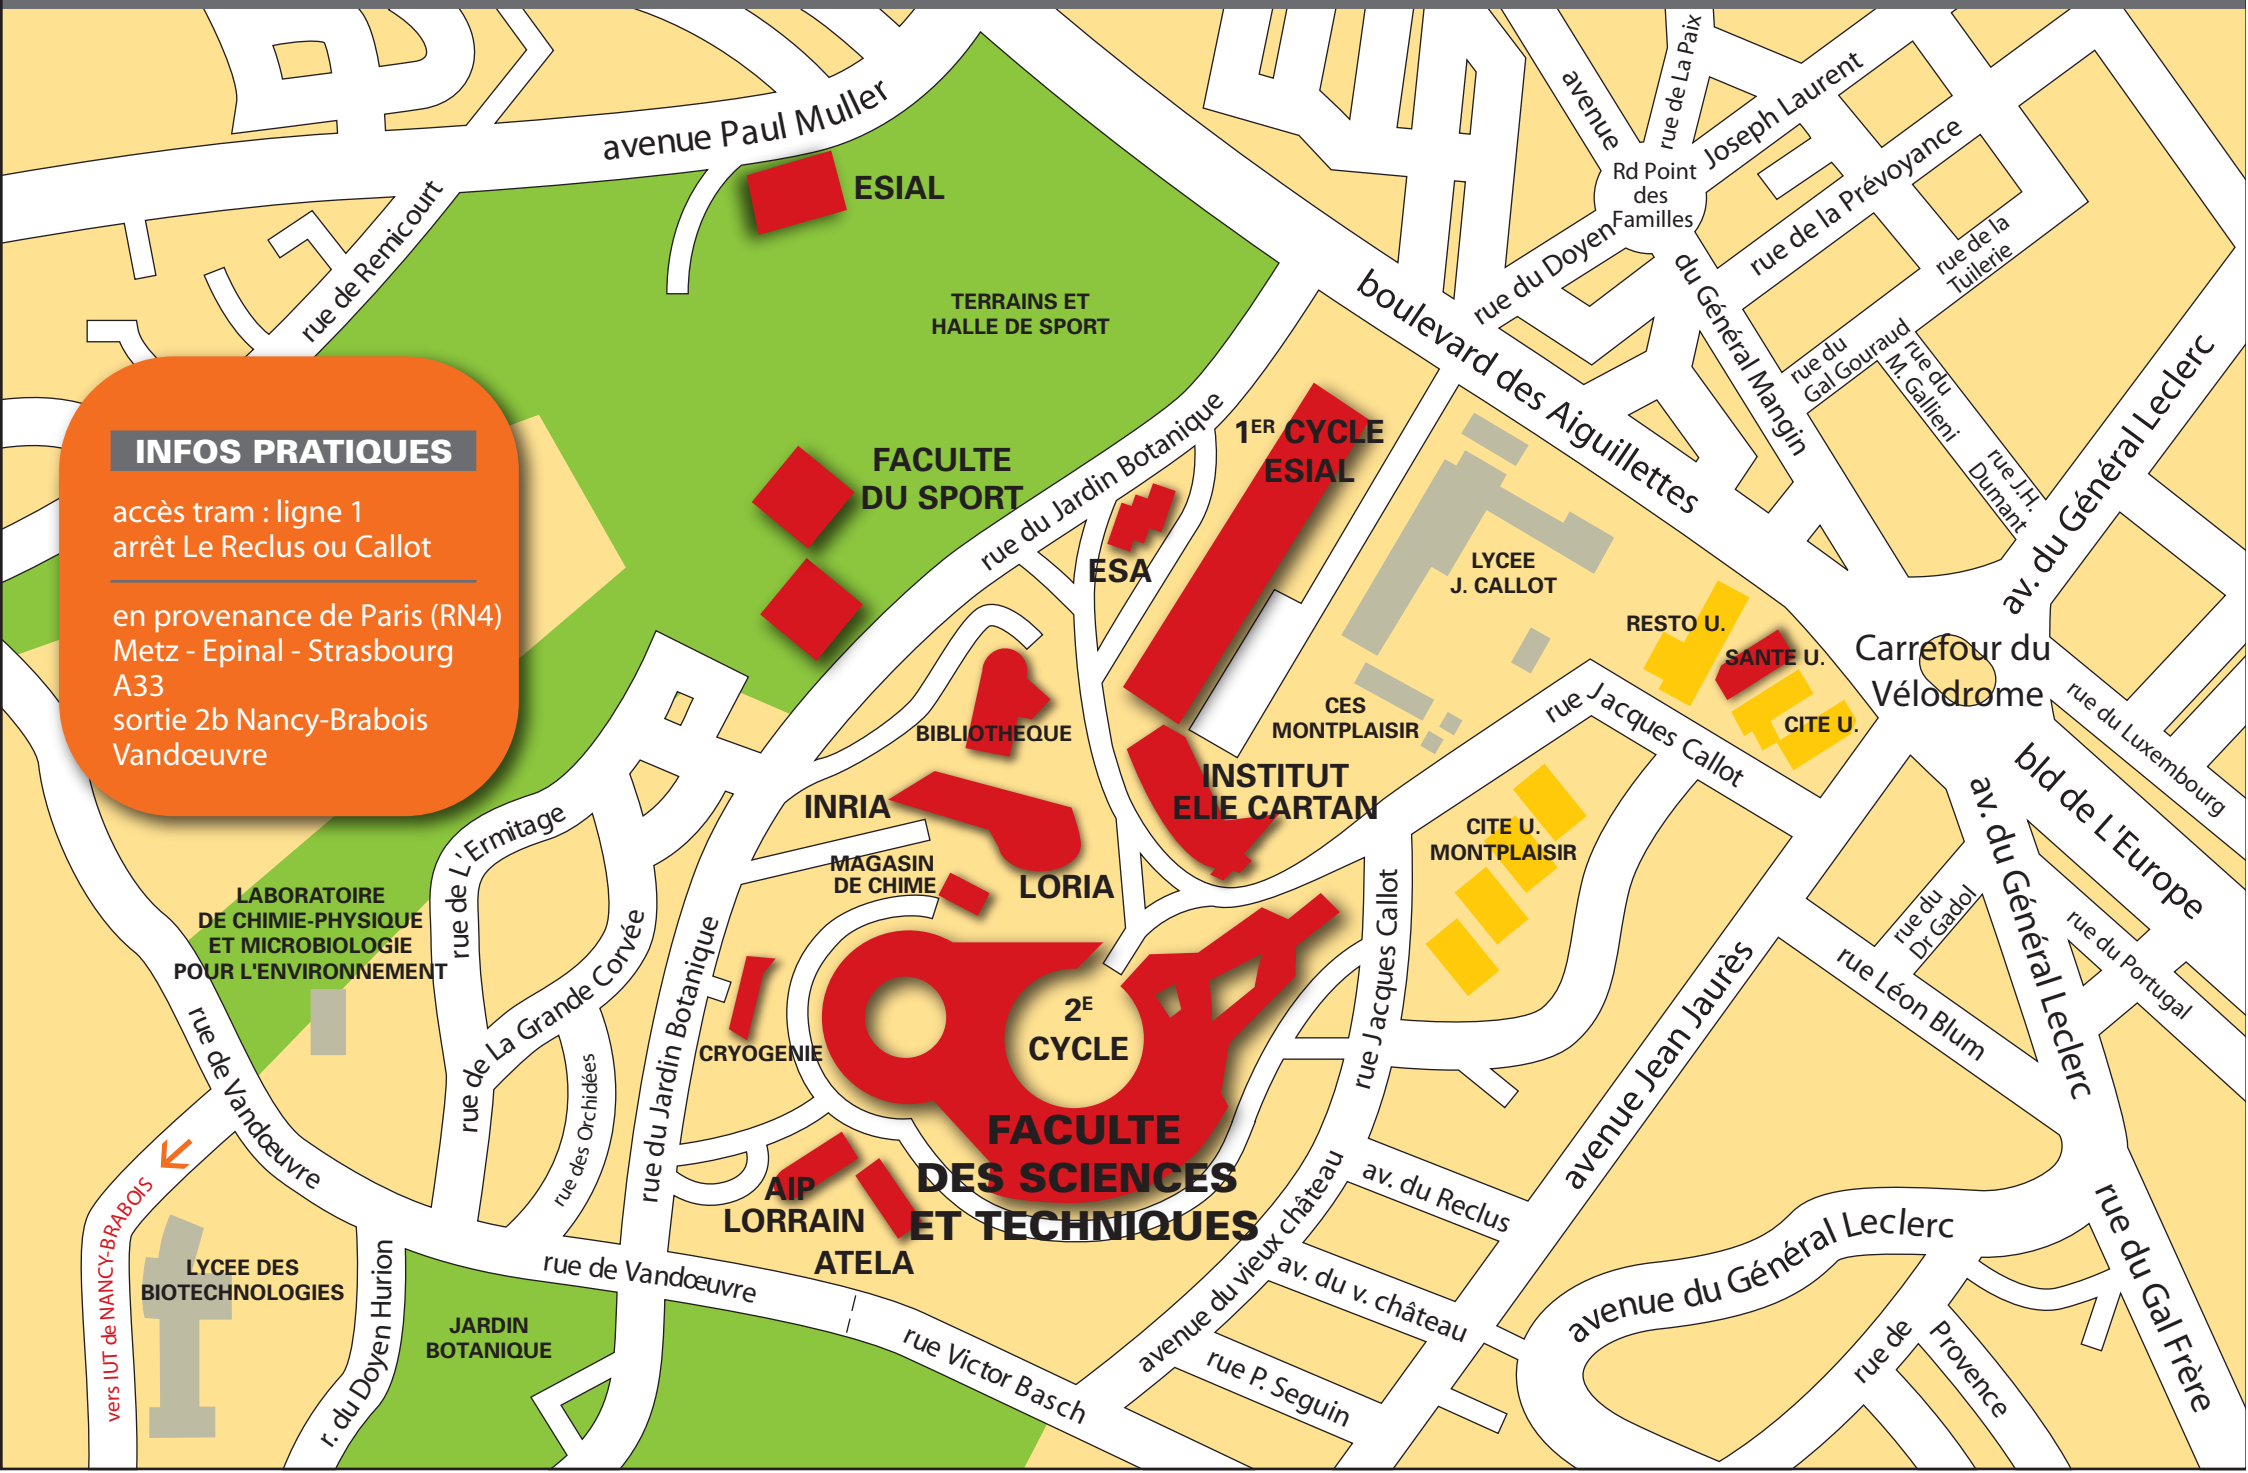 avenue Paul Muller
ESIAL
rue de Remicourt
TERRAINS ET
HALLE DE SPORT
avenue
rue de La Paix
Joseph Laurent
Rd Point
des
Familles
rue de la Prévoyance
rue du Doyen
rue de la
Tuilerie
du Général Mangin
boulevard des Aiguillettes
rue du
Gal Gouraud
rue du
M. Gallieni
rue J.H.
Dumant
av. du Général Leclerc
INFOS PRATIQUES
accès tram : ligne 1
arrêt Le Reclus ou Callot
en provenance de Paris (RN4)
Metz - Epinal - Strasbourg
A33
sortie 2b Nancy-Brabois
Vandœuvre
FACULTE
DU SPORT
rue du Jardin Botanique
1ER CYCLE
ESIAL
ESA
LYCEE
J. CALLOT
RESTO U.
SANTE U.
CITE U.
Carrefour du
Vélodrome
rue du Luxembourg
CES
MONTPLAISIR
rue Jacques Callot
BIBLIOTHEQUE
INSTITUT
ELIE CARTAN
INRIA
LORIA
MAGASIN
DE CHIME
CITE U.
MONTPLAISIR
bld de L'Europe
av. du Général Leclerc
rue du
Dr Gadol
rue du Portugal
rue Léon Blum
rue de L'Ermitage
LABORATOIRE
DE CHIMIE-PHYSIQUE
ET MICROBIOLOGIE
POUR L'ENVIRONNEMENT
rue de La Grande Corvée
rue des Orchidées
rue du Jardin Botanique
CRYOGENIE
2E
CYCLE
rue Jacques Callot
avenue Jean Jaurès
FACULTE
DES SCIENCES
ET TECHNIQUES
AIP
LORRAIN
ATELA
rue de Vandœuvre
vers IUT de NANCY-BRABOIS
LYCEE DES
BIOTECHNOLOGIES
r. du Doyen Hurion
JARDIN
BOTANIQUE
rue de Vandœuvre
rue Victor Basch
avenue du vieux château
av. du Reclus
av. du v. château
rue P. Seguin
avenue du Général Leclerc
rue de
Provence
rue du Gal Frère